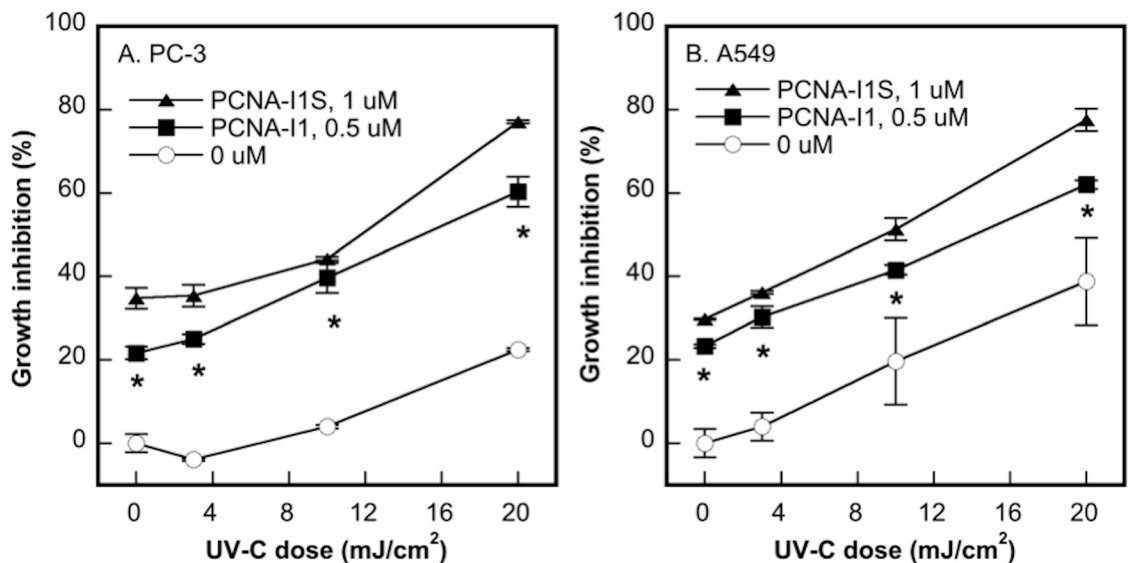 A. PC-3
PCNA-I1S, 1 uM
PCNA-I1, 0.5 uM
0 uM
Growth inhibition (%)
100
80
60
40
20
0
*
*
*
*
0 4 8 12 16 20
UV-C dose (mJ/cm²)
B. A549
PCNA-I1S, 1 uM
PCNA-I1, 0.5 uM
0 uM
Growth inhibition (%)
100
80
60
40
20
0
*
*
*
*
0 4 8 12 16 20
UV-C dose (mJ/cm²)